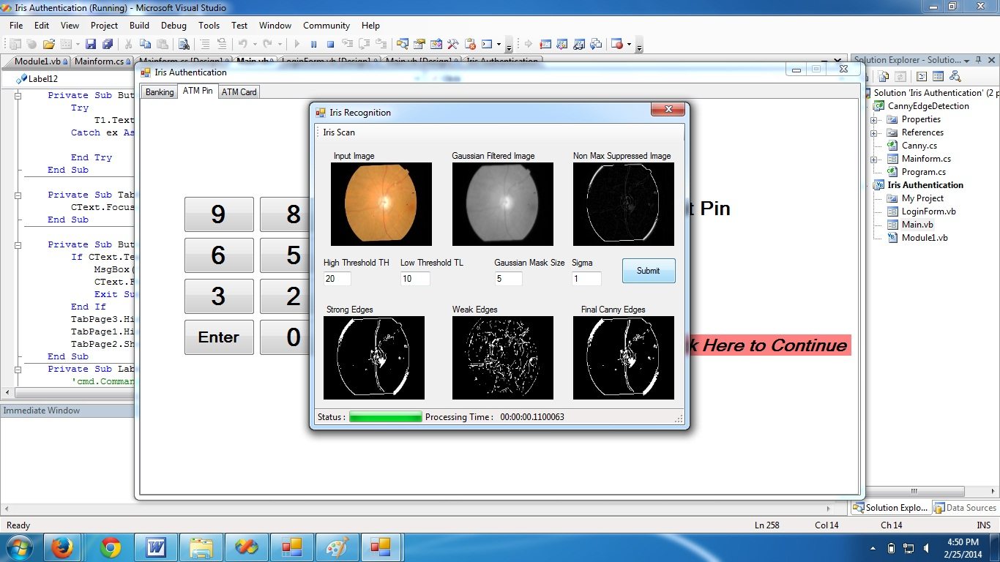 Iris Authentication (Running) - Microsoft Visual Studio
File Edit View Project Build Debug Tools Test Window Community Help
Module1.vb Mainform.cs Mainform.cs [Design] Main.vb LoginForm.vb [Design] Main.vb [Design] Iris Authentication
Label12
Private Sub But
Try
T1.Text
Catch ex As
End Try
End Sub
Private Sub Tab
CText.Focus
End Sub
Private Sub But
If CText.Te
MsgBox(
CText.F
Exit Su
End If
TabPage3.Hi
TabPage1.Hi
TabPage2.Sh
End Sub
Private Sub Lab
'cmd.Comman
Immediate Window
Iris Authentication
Banking ATM Pin ATM Card
9 8
6 5
3 2
Enter 0
t Pin
k Here to Continue
Iris Recognition
Iris Scan
Input Image Gaussian Filtered Image Non Max Suppressed Image
High Threshold TH Low Threshold TL Gaussian Mask Size Sigma
20 10 5 1 Submit
Strong Edges Weak Edges Final Canny Edges
Status : Processing Time : 00:00:00.1100063
Solution Explorer - Solutio...
Solution 'Iris Authentication' (2 p
CannyEdgeDetection
Properties
References
Canny.cs
Mainform.cs
Program.cs
Iris Authentication
My Project
LoginForm.vb
Main.vb
Module1.vb
Solution Explo... Data Sources
Ready Ln 258 Col 14 Ch 14 INS
4:50 PM
2/25/2014